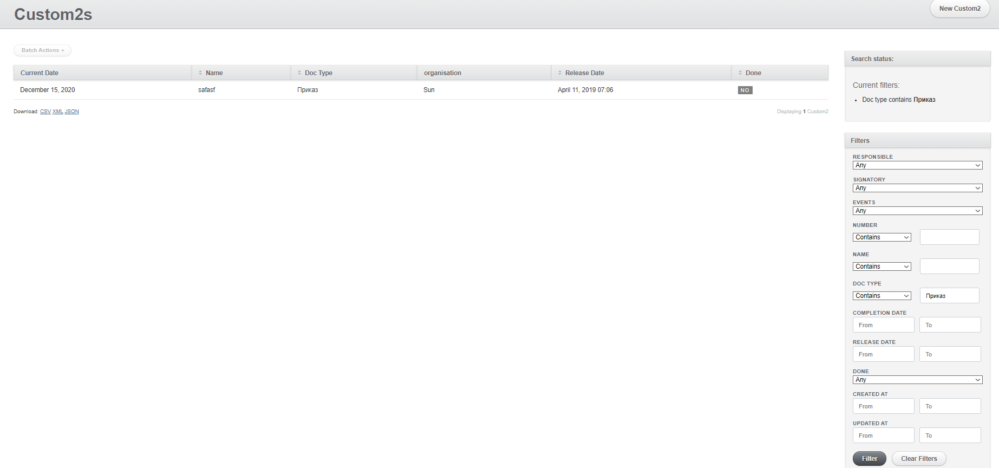 Custom2s
New Custom2
Batch Actions
Current Date Name Doc Type organisation Release Date Done
December 15, 2020 safasf Приказ Sun April 11, 2019 07:06 NO
Download: CSV XML JSON
Displaying 1 Custom2
Search status:
Current filters:
Doc type contains Приказ
Filters
RESPONSIBLE
Any
SIGNATORY
Any
EVENTS
Any
NUMBER
Contains
NAME
Contains
DOC TYPE
Contains Приказ
COMPLETION DATE
From To
RELEASE DATE
From To
DONE
Any
CREATED AT
From To
UPDATED AT
From To
Filter Clear Filters